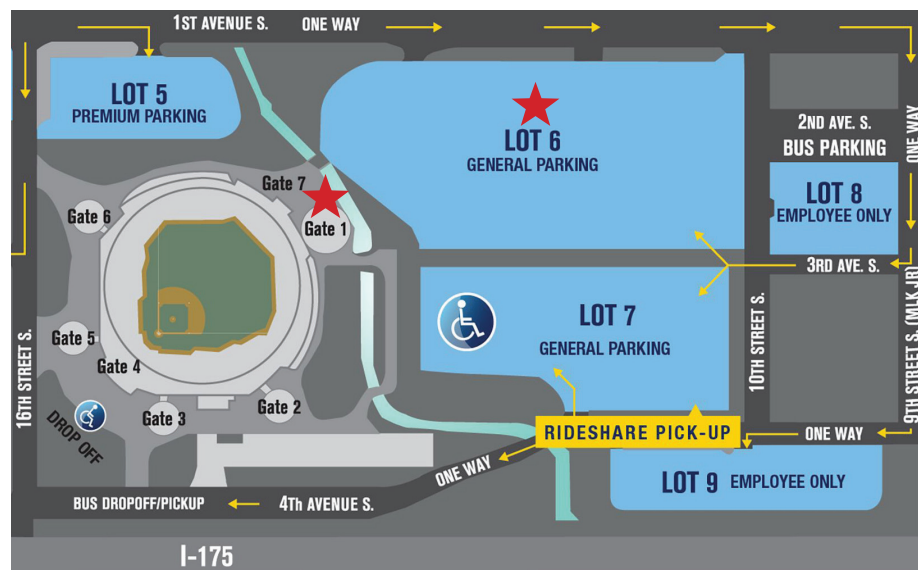 1ST AVENUE S.
ONE WAY
LOT 5
PREMIUM PARKING
LOT 6
GENERAL PARKING
2ND AVE. S.
BUS PARKING
ONE WAY
LOT 8
EMPLOYEE ONLY
Gate 7
Gate 1
Gate 6
Gate 5
Gate 4
Gate 3
Gate 2
DROP OFF
16TH STREET S.
3RD AVE. S.
LOT 7
GENERAL PARKING
10TH STREET S.
9TH STREET S. (MLK JR)
RIDESHARE PICK-UP
ONE WAY
ONE WAY
LOT 9 EMPLOYEE ONLY
BUS DROPOFF/PICKUP
4Th AVENUE S.
I-175